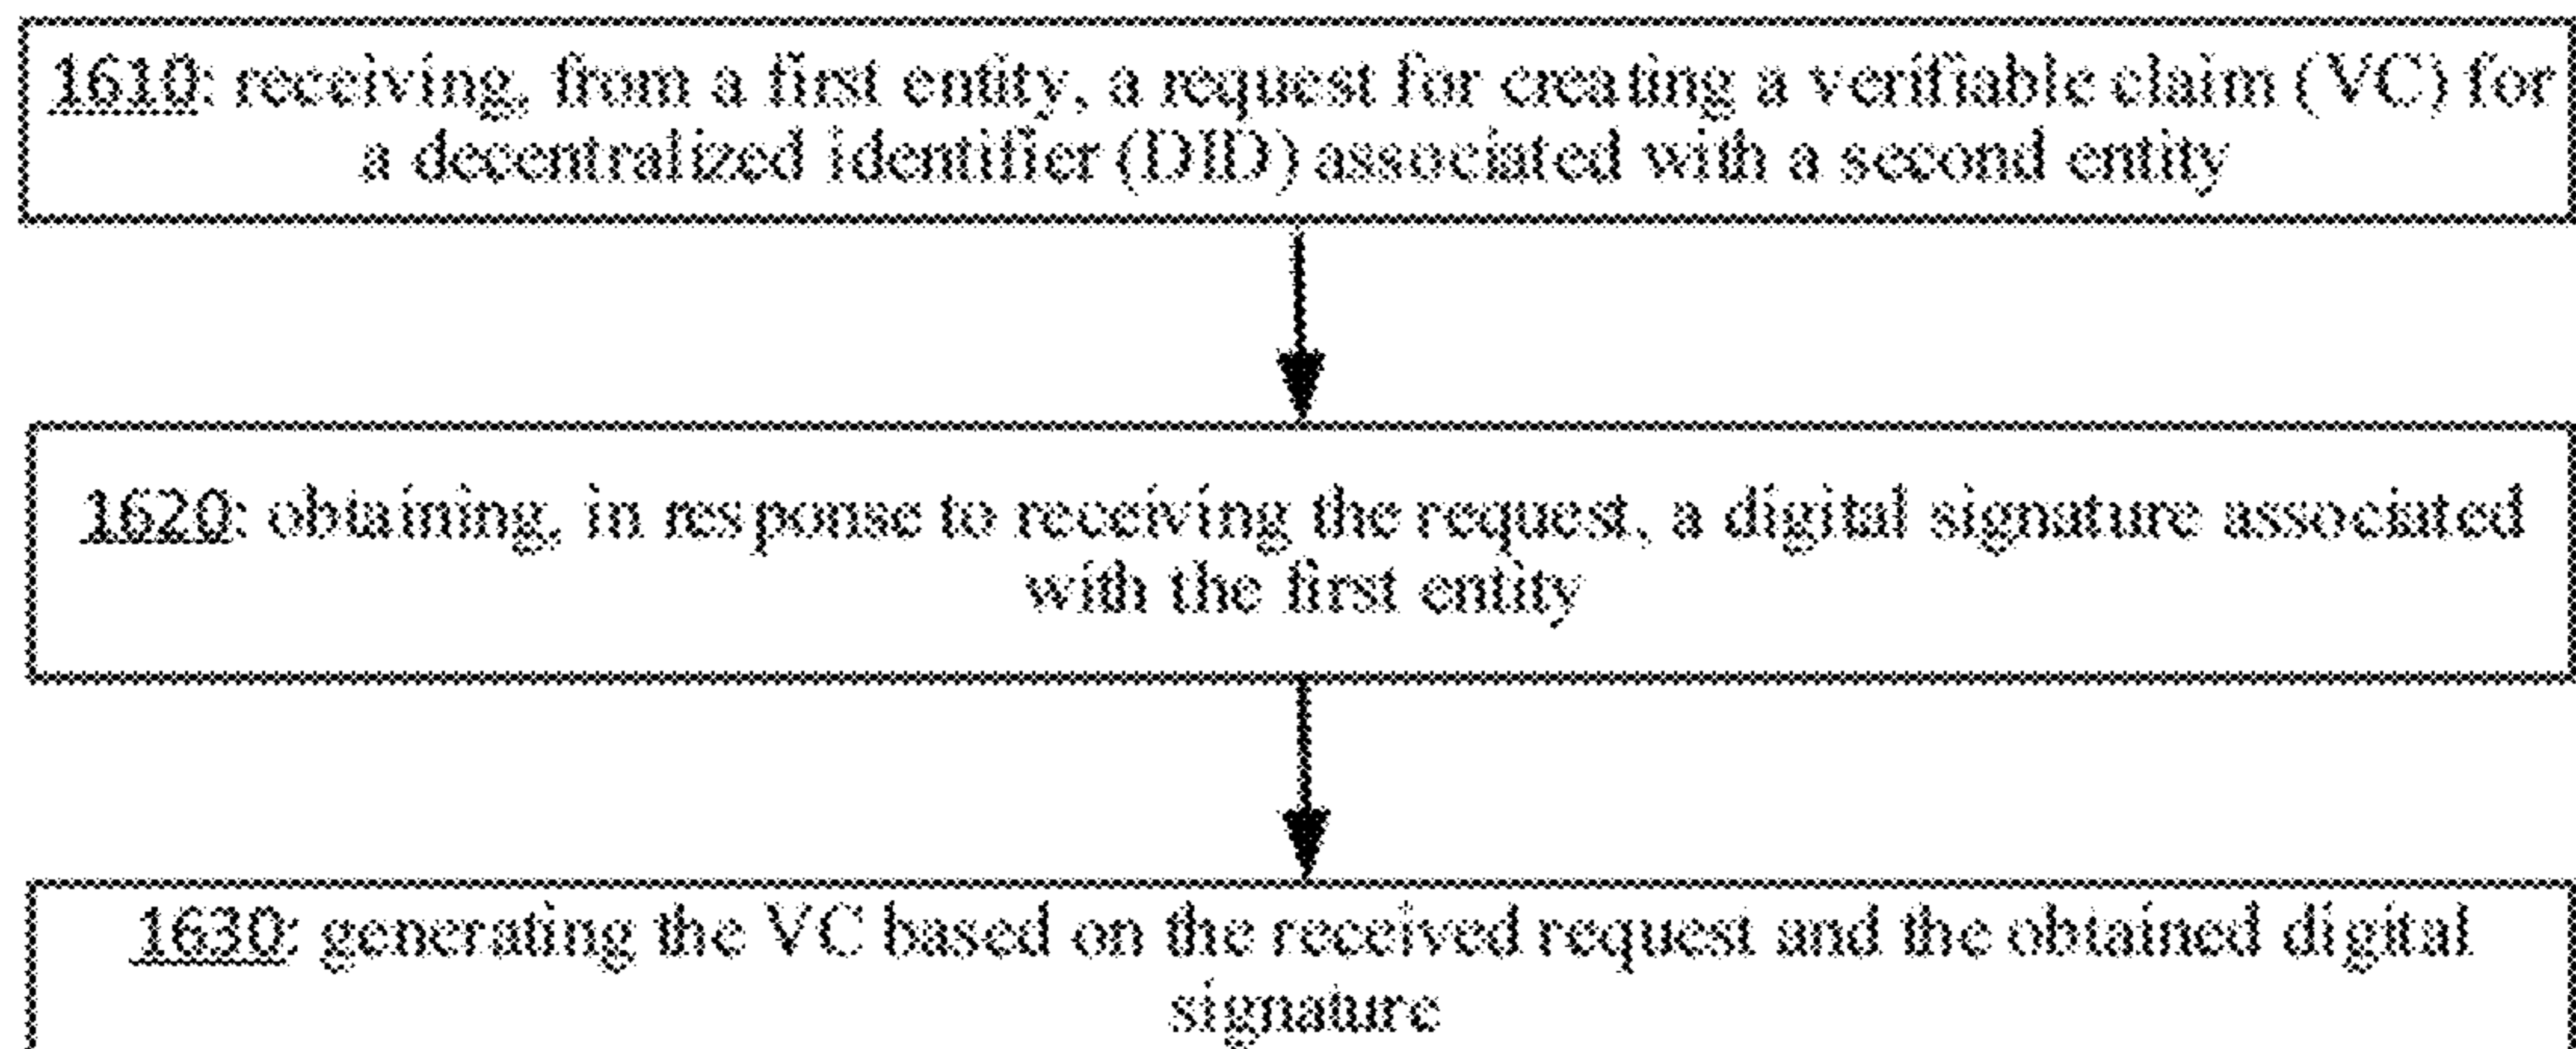 1610: receiving, from a first entity, a request for creating a verifiable claim (VC) for
a decentralized identifier (DID) associated with a second entity
1620: obtaining, in response to receiving the request, a digital signature associated
with the first entity
1630: generating the VC based on the received request and the obtained digital
signature